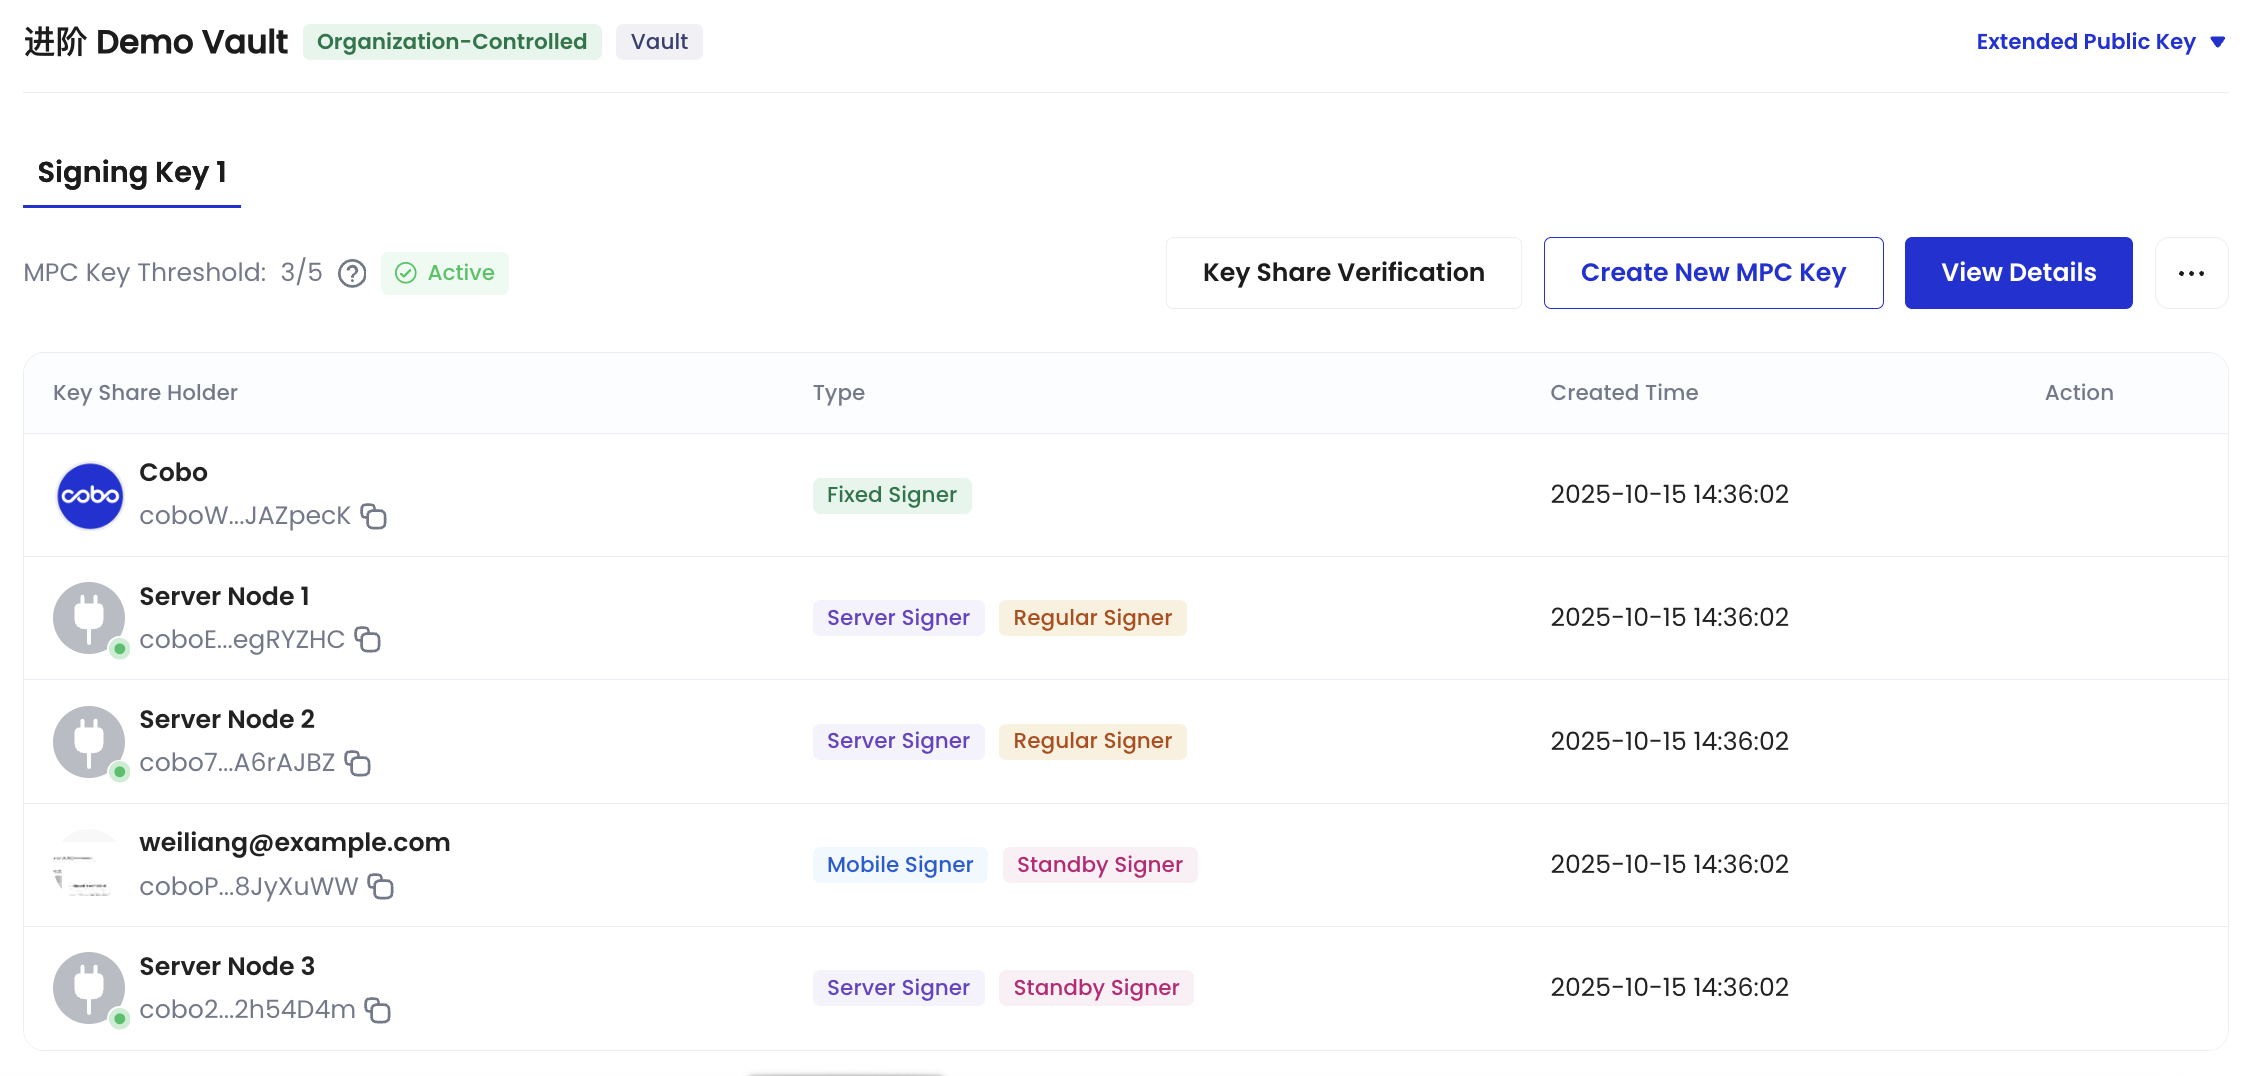 进阶 Demo Vault Organization-Controlled Vault Extended Public Key
Signing Key 1
MPC Key Threshold: 3/5 Active Key Share Verification Create New MPC Key View Details
Key Share Holder Type Created Time Action
cobo
Cobo
coboW...JAZpecK
Fixed Signer 2025-10-15 14:36:02
Server Node 1
coboE...egRYZHC
Server Signer Regular Signer 2025-10-15 14:36:02
Server Node 2
cobo7...A6rAJBZ
Server Signer Regular Signer 2025-10-15 14:36:02
weiliang@example.com
coboP...8JyXuWW
Mobile Signer Standby Signer 2025-10-15 14:36:02
Server Node 3
cobo2...2h54D4m
Server Signer Standby Signer 2025-10-15 14:36:02